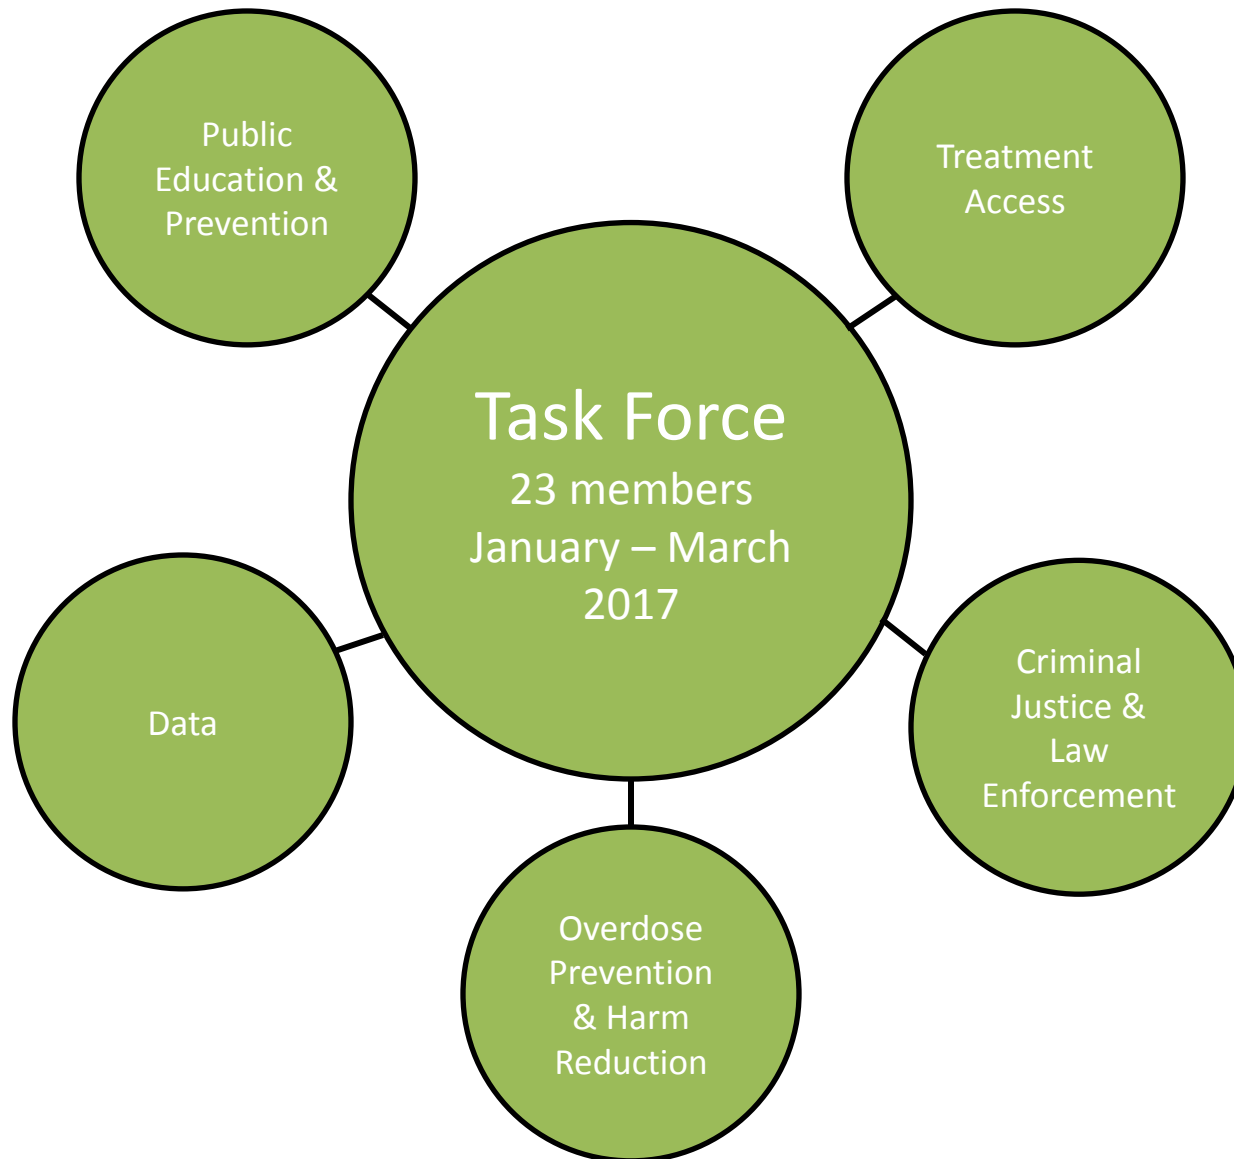 Public
Education &
Prevention
Treatment
Access
Task Force
23 members
January – March
2017
Criminal
Justice &
Law
Enforcement
Data
Overdose
Prevention
& Harm
Reduction